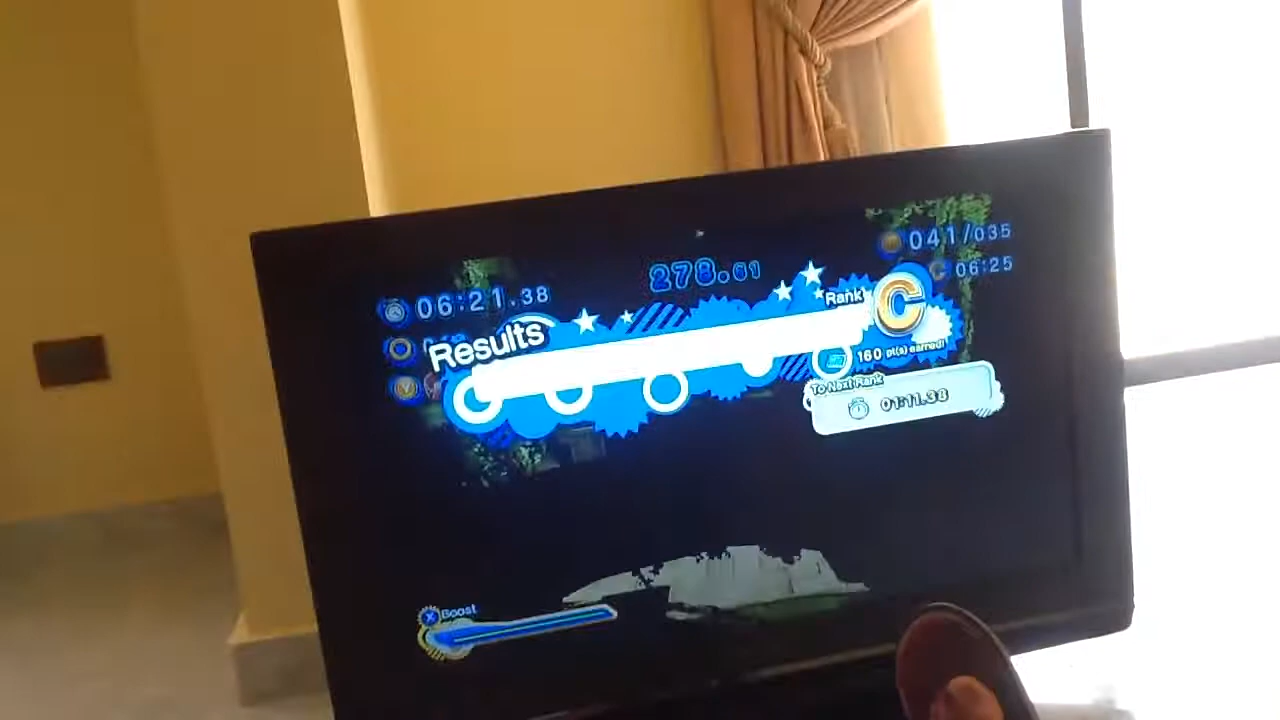 06:21.38
278.61
041/035
C 06:25
Results
Rank C
160 pt(s) earned!
To Next Rank
01:11.38
X Boost